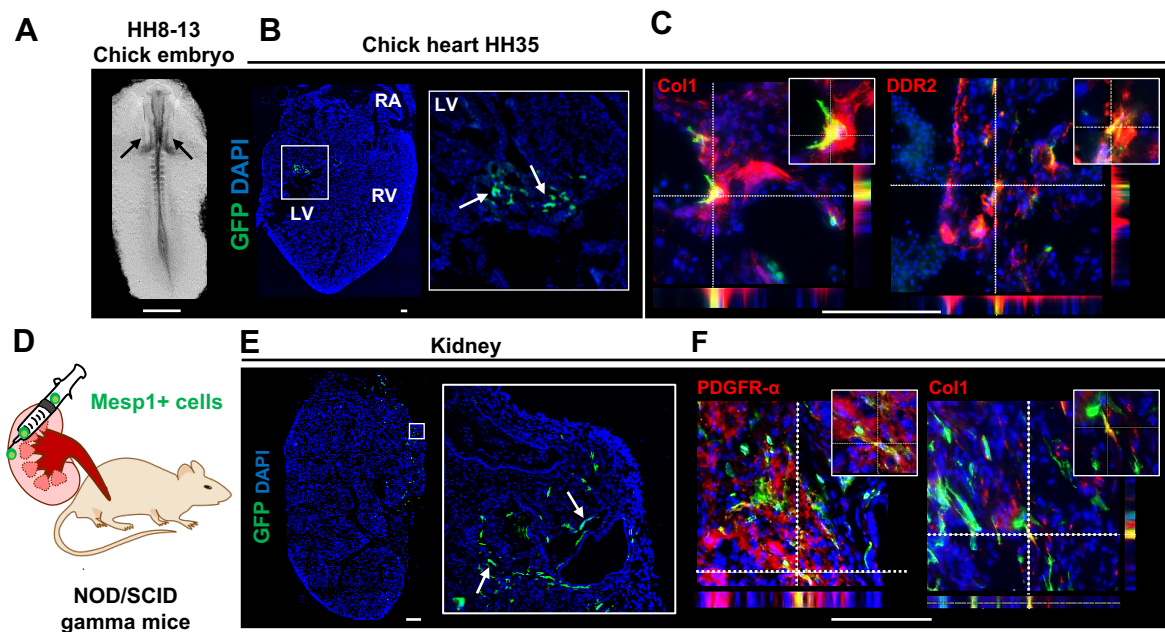 A
HH8-13
Chick embryo
B
Chick heart HH35
C
GFP DAPI
RA
LV
RV
LV
Col1
DDR2
D
Mesp1+ cells
NOD/SCID
gamma mice
E
Kidney
F
GFP DAPI
PDGFR-α
Col1